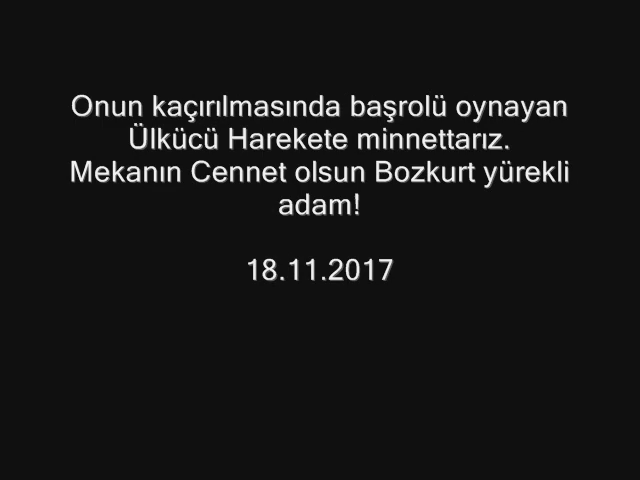 Onun kaçırılmasında başrolü oynayan
Ülkücü Harekete minnettarız.
Mekanın Cennet olsun Bozkurt yürekli
adam!
18.11.2017